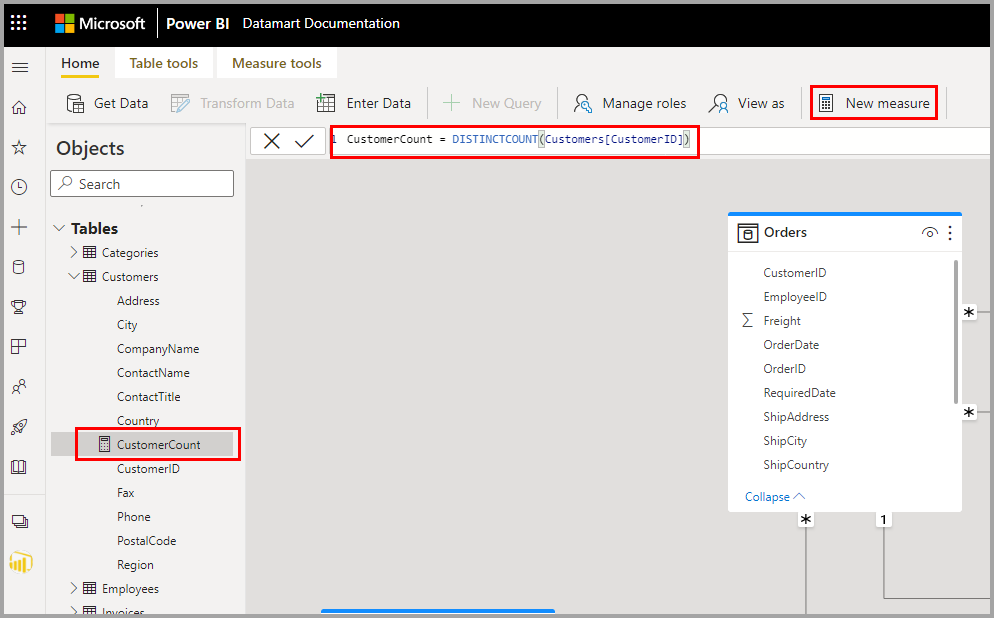 Microsoft Power BI Datamart Documentation
Home Table tools Measure tools
Get Data Transform Data Enter Data New Query Manage roles View as New measure
1 CustomerCount = DISTINCTCOUNT(Customers[CustomerID])
Objects
Search
Tables
Categories
Customers
Address
City
CompanyName
ContactName
ContactTitle
Country
CustomerCount
CustomerID
Fax
Phone
PostalCode
Region
Employees
Invoices
Orders
CustomerID
EmployeeID
Freight
OrderDate
OrderID
RequiredDate
ShipAddress
ShipCity
ShipCountry
Collapse
*
*
* 1